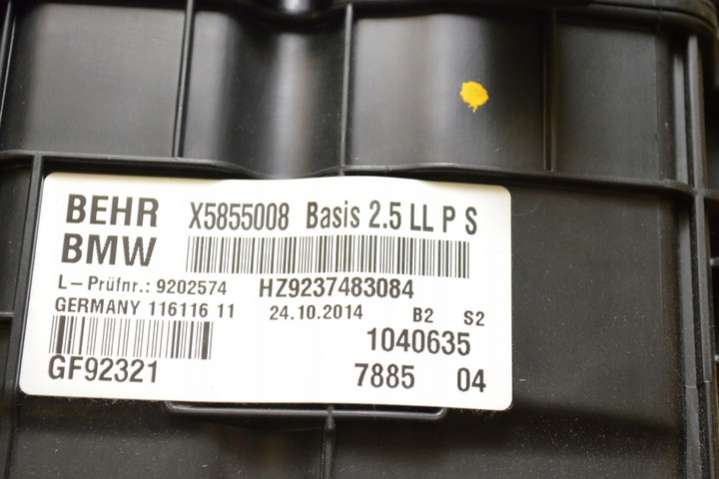 BEHR X5855008 Basis 2.5 LL P S
BMW
L-Prüfnr.: 9202574 HZ9237483084
GERMANY 116116 11 24.10.2014 B2 S2
1040635
GF92321 7885 04